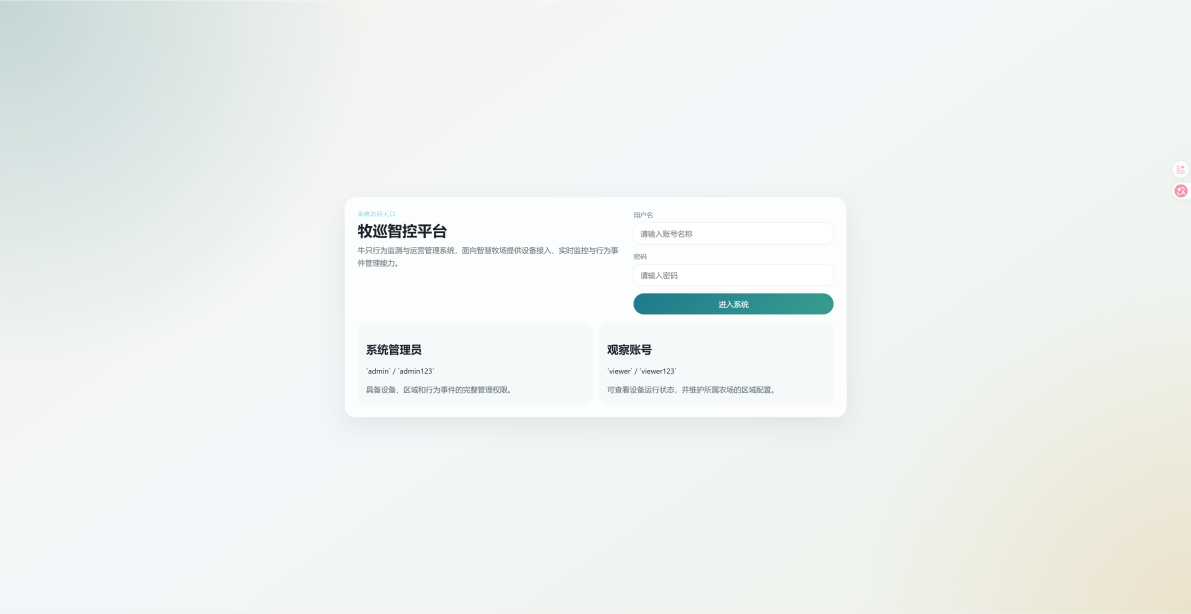 系统访问入口
牧巡智控平台
牛只行为监测与运营管理系统，面向智慧牧场提供设备接入、实时监控与行为事
件管理能力。
用户名
请输入账号名称
密码
请输入密码
进入系统
系统管理员
`admin` / `admin123`
具备设备、区域和行为事件的完整管理权限。
观察账号
`viewer` / `viewer123`
可查看设备运行状态，并维护所属农场的区域配置。